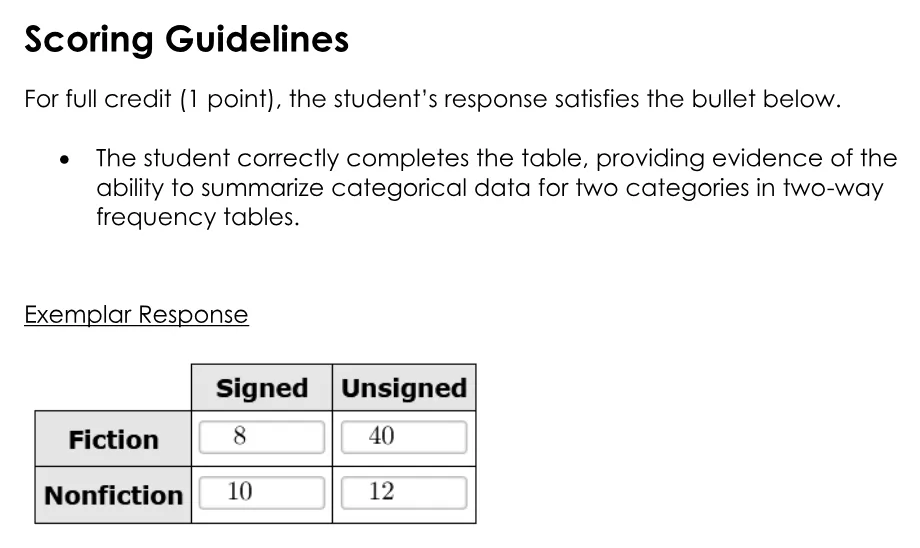 Scoring Guidelines
For full credit (1 point), the student’s response satisfies the bullet below.
• The student correctly completes the table, providing evidence of the
ability to summarize categorical data for two categories in two-way
frequency tables.
Exemplar Response
Signed Unsigned
Fiction 8 40
Nonfiction 10 12